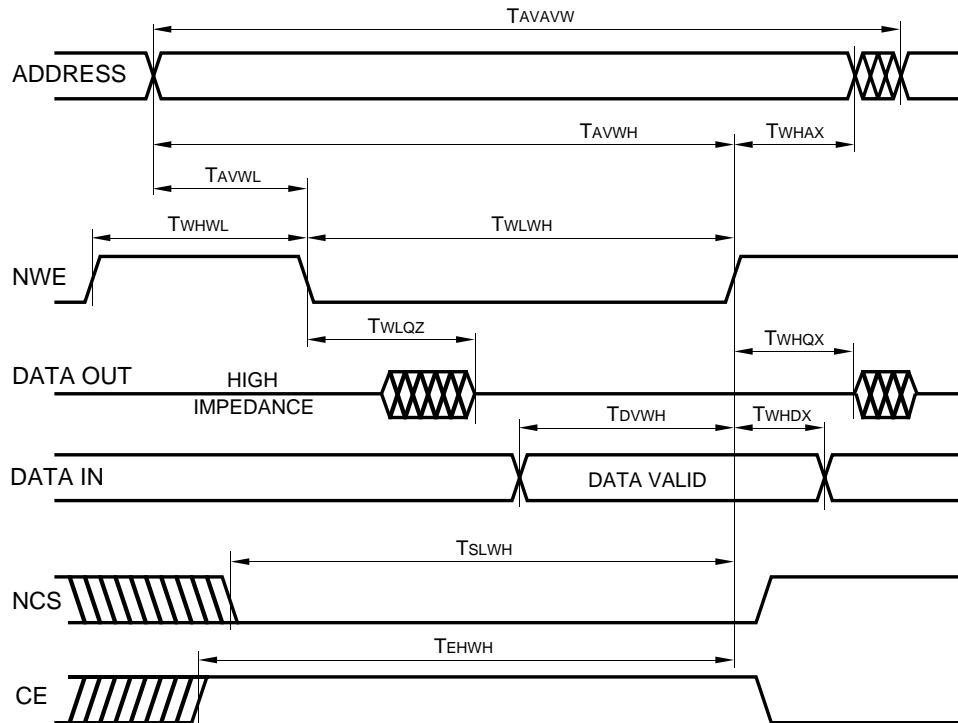 TAVAVW
ADDRESS
TAVWH
TWHAX
TAVWL
TWHWL
TWLWH
NWE
TWLQZ
TWHQX
DATA OUT
HIGH
IMPEDANCE
TDVWH
TWHDX
DATA IN
DATA VALID
TSLWH
NCS
TEHWH
CE